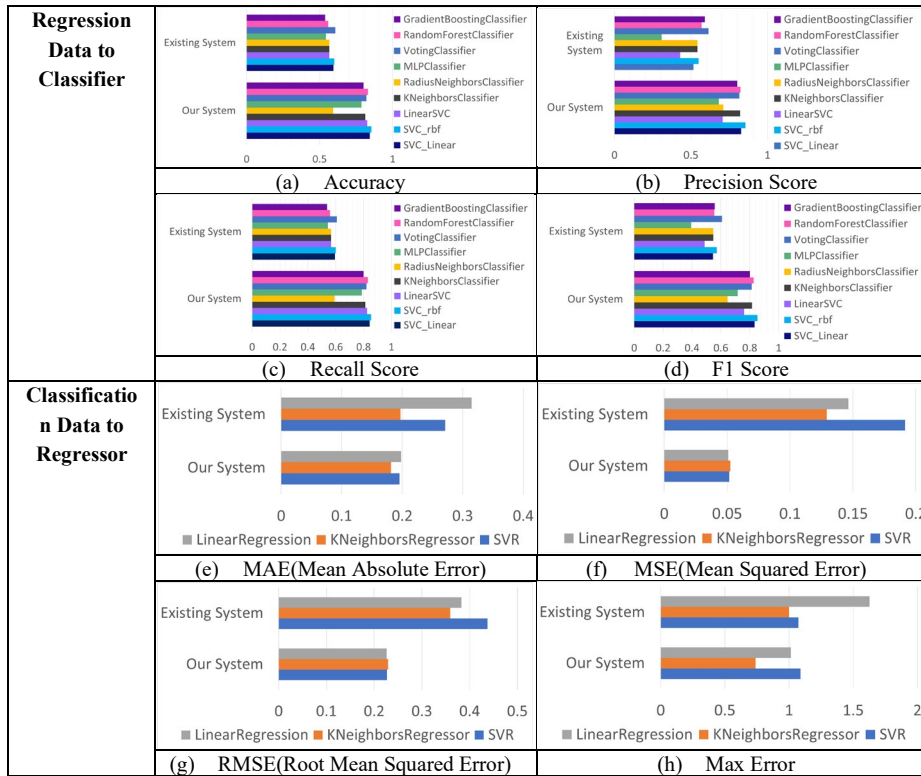 Regression
Data to
Classifier
Existing System
Our System
GradientBoostingClassifier
RandomForestClassifier
VotingClassifier
MLPClassifier
RadiusNeighborsClassifier
KNeighborsClassifier
LinearSVC
SVC_rbf
SVC_Linear
0 0.5 1
(a) Accuracy
Existing
System
Our System
GradientBoostingClassifier
RandomForestClassifier
VotingClassifier
MLPClassifier
RadiusNeighborsClassifier
KNeighborsClassifier
LinearSVC
SVC_rbf
SVC_Linear
0 0.5 1
(b) Precision Score
Existing System
Our System
GradientBoostingClassifier
RandomForestClassifier
VotingClassifier
MLPClassifier
RadiusNeighborsClassifier
KNeighborsClassifier
LinearSVC
SVC_rbf
SVC_Linear
0 0.2 0.4 0.6 0.8 1
(c) Recall Score
Existing System
Our System
GradientBoostingClassifier
RandomForestClassifier
VotingClassifier
MLPClassifier
RadiusNeighborsClassifier
KNeighborsClassifier
LinearSVC
SVC_rbf
SVC_Linear
0 0.2 0.4 0.6 0.8 1
(d) F1 Score
Classificatio
n Data to
Regressor
Existing System
Our System
0 0.1 0.2 0.3 0.4
LinearRegression KNeighborsRegressor SVR
(e) MAE(Mean Absolute Error)
Existing System
Our System
0 0.05 0.1 0.15 0.2
LinearRegression KNeighborsRegressor SVR
(f) MSE(Mean Squared Error)
Existing System
Our System
0 0.1 0.2 0.3 0.4 0.5
LinearRegression KNeighborsRegressor SVR
(g) RMSE(Root Mean Squared Error)
Existing System
Our System
0 0.5 1 1.5 2
LinearRegression KNeighborsRegressor SVR
(h) Max Error